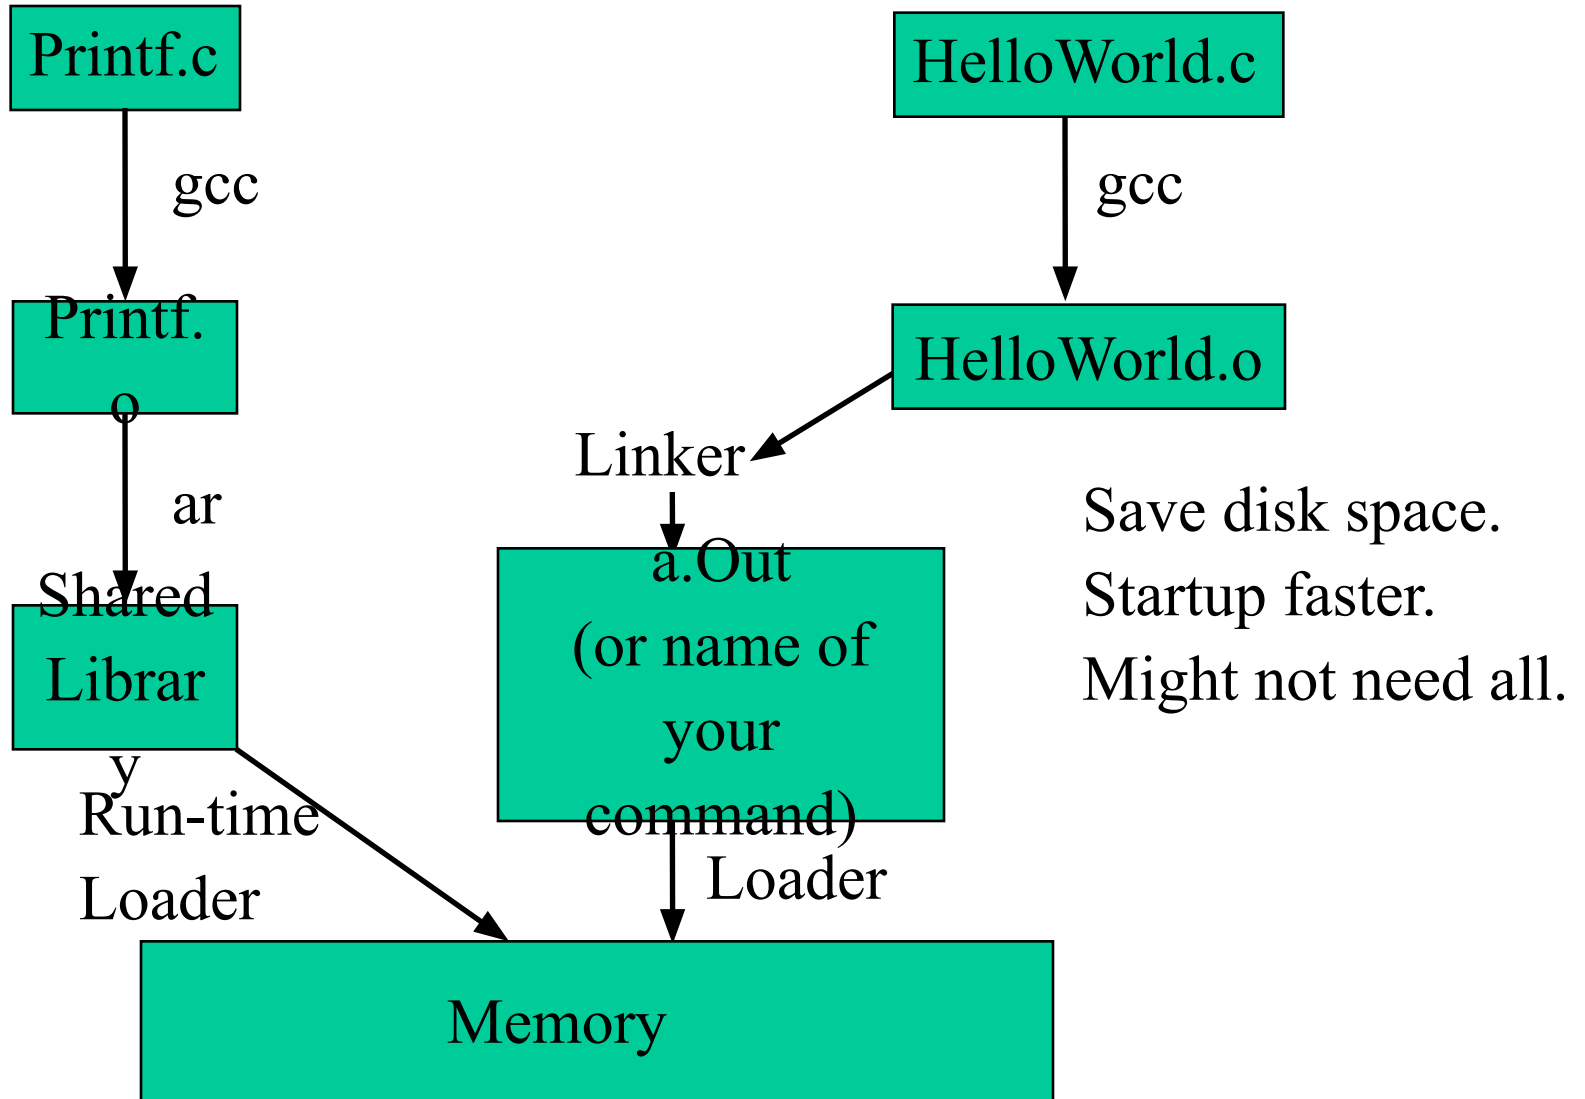 Printf.c
HelloWorld.c
gcc
gcc
Printf.
o
HelloWorld.o
Linker
ar
Shared
Librar
y
a.Out
(or name of
your
command)
Save disk space.
Startup faster.
Might not need all.
Run-time
Loader
Loader
Memory